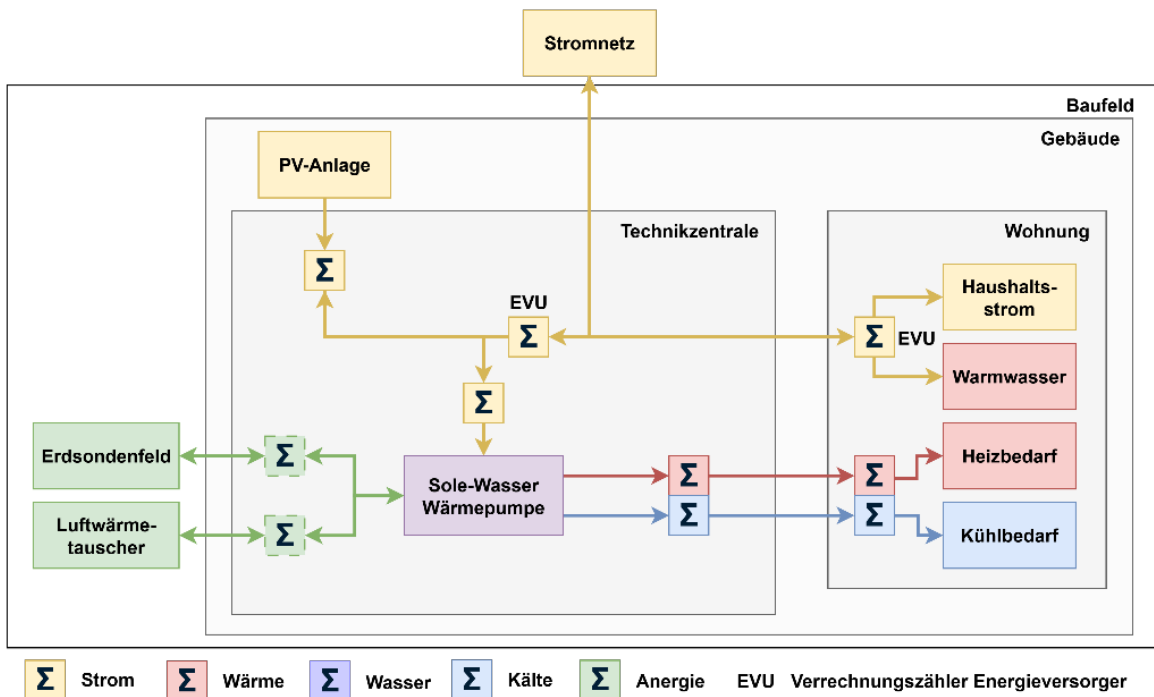 Stromnetz
Baufeld
Gebäude
PV-Anlage
Technikzentrale
Wohnung
Σ
EVU
Σ
Σ
EVU
Haushalts-
strom
Warmwasser
Σ
Erdsondenfeld
Σ
Sole-Wasser
Wärmepumpe
Σ
Σ
Heizbedarf
Luftwärme-
tauscher
Σ
Σ
Σ
Kühlbedarf
Σ Strom Σ Wärme Σ Wasser Σ Kälte Σ Anergie EVU Verrechnungszähler Energieversorger